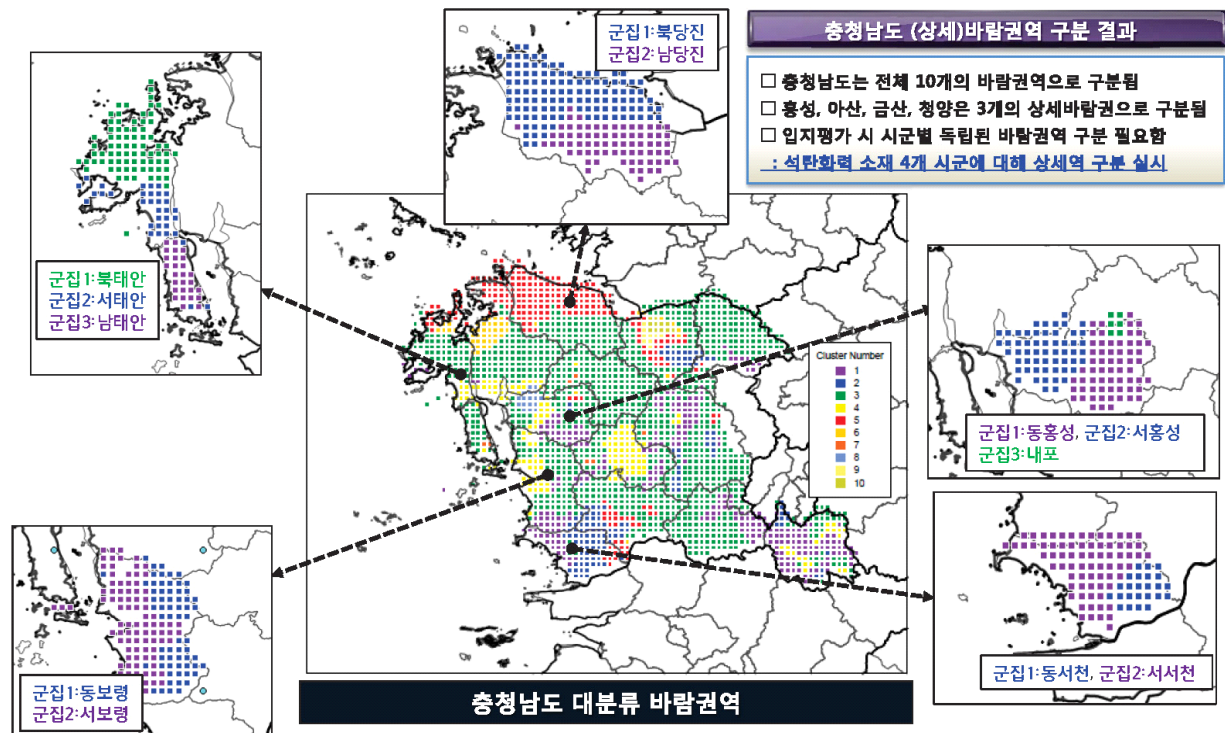 충청남도 (상세)바람권역 구분 결과
□ 충청남도는 전체 10개의 바람권역으로 구분됨
□ 홍성, 아산, 금산, 청양은 3개의 상세바람권으로 구분됨
□ 입지평가 시 시군별 독립된 바람권역 구분 필요함
: 석탄화력 소재 4개 시군에 대해 상세역 구분 실시
군집1:북당진
군집2:남당진
군집1:북태안
군집2:서태안
군집3:남태안
Cluster Number
1
2
3
4
5
6
7
8
9
10
군집1:동홍성, 군집2:서홍성
군집3:내포
군집1:동보령
군집2:서보령
군집1:동서천, 군집2:서서천
충청남도 대분류 바람권역